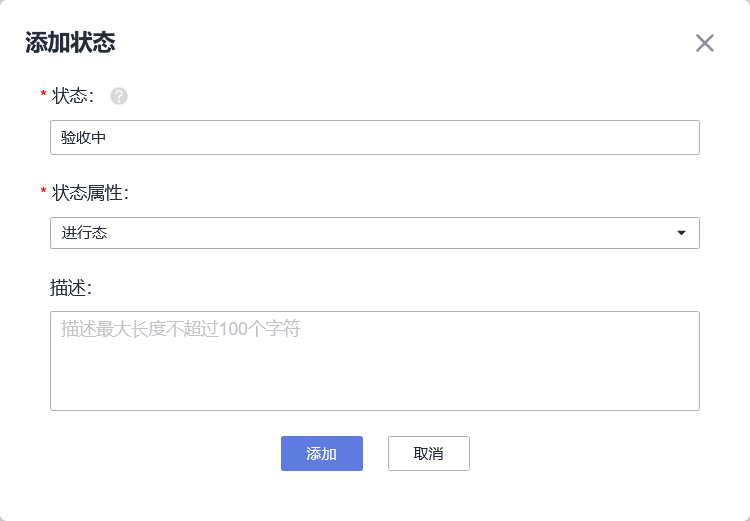 添加状态
* 状态： ?
验收中
* 状态属性：
进行态
描述：
描述最大长度不超过100个字符
添加 取消